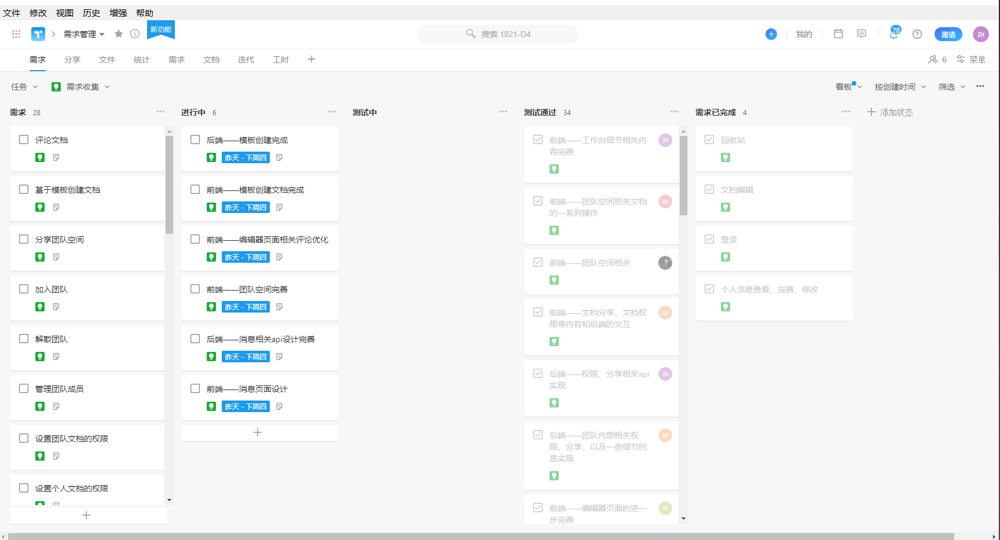 文件 修改 视图 历史 增强 帮助
需求管理 新功能 搜索 1821-D4 我的 28 邀请 ZH
需求 分享 文件 统计 需求 文档 迭代 工时 6 菜单
任务 需求收集 看板 按创建时间 筛选
需求 28
评论文档
基于模板创建文档
分享团队空间
加入团队
解散团队
管理团队成员
设置团队文档的权限
设置个人文档的权限
进行中 6
后端——模板创建完成
昨天 - 下周四
前端——模板创建文档完成
昨天 - 下周四
前端——编辑器页面相关评论优化
昨天 - 下周四
前端——团队空间完善
昨天 - 下周四
后端——消息相关api设计完善
昨天 - 下周四
前端——消息页面设计
昨天 - 下周四
测试中
测试通过 34
前端——工作台细节相关内 ZH
容完善
前端——团队空间相关文档 QU
的一系列操作
前端——团队空间相关
前端——文档分享、文档权 CX
限等内容和后端的交互
后端——权限、分享相关api ZH
实现
后端——团队内部相关权
限、分享、以及一些细节的
是实现
前端——编辑器页面的进一 YY
步完善
需求已完成 4
回收站
文档编辑
登录
个人信息查看、完善、修改
添加状态